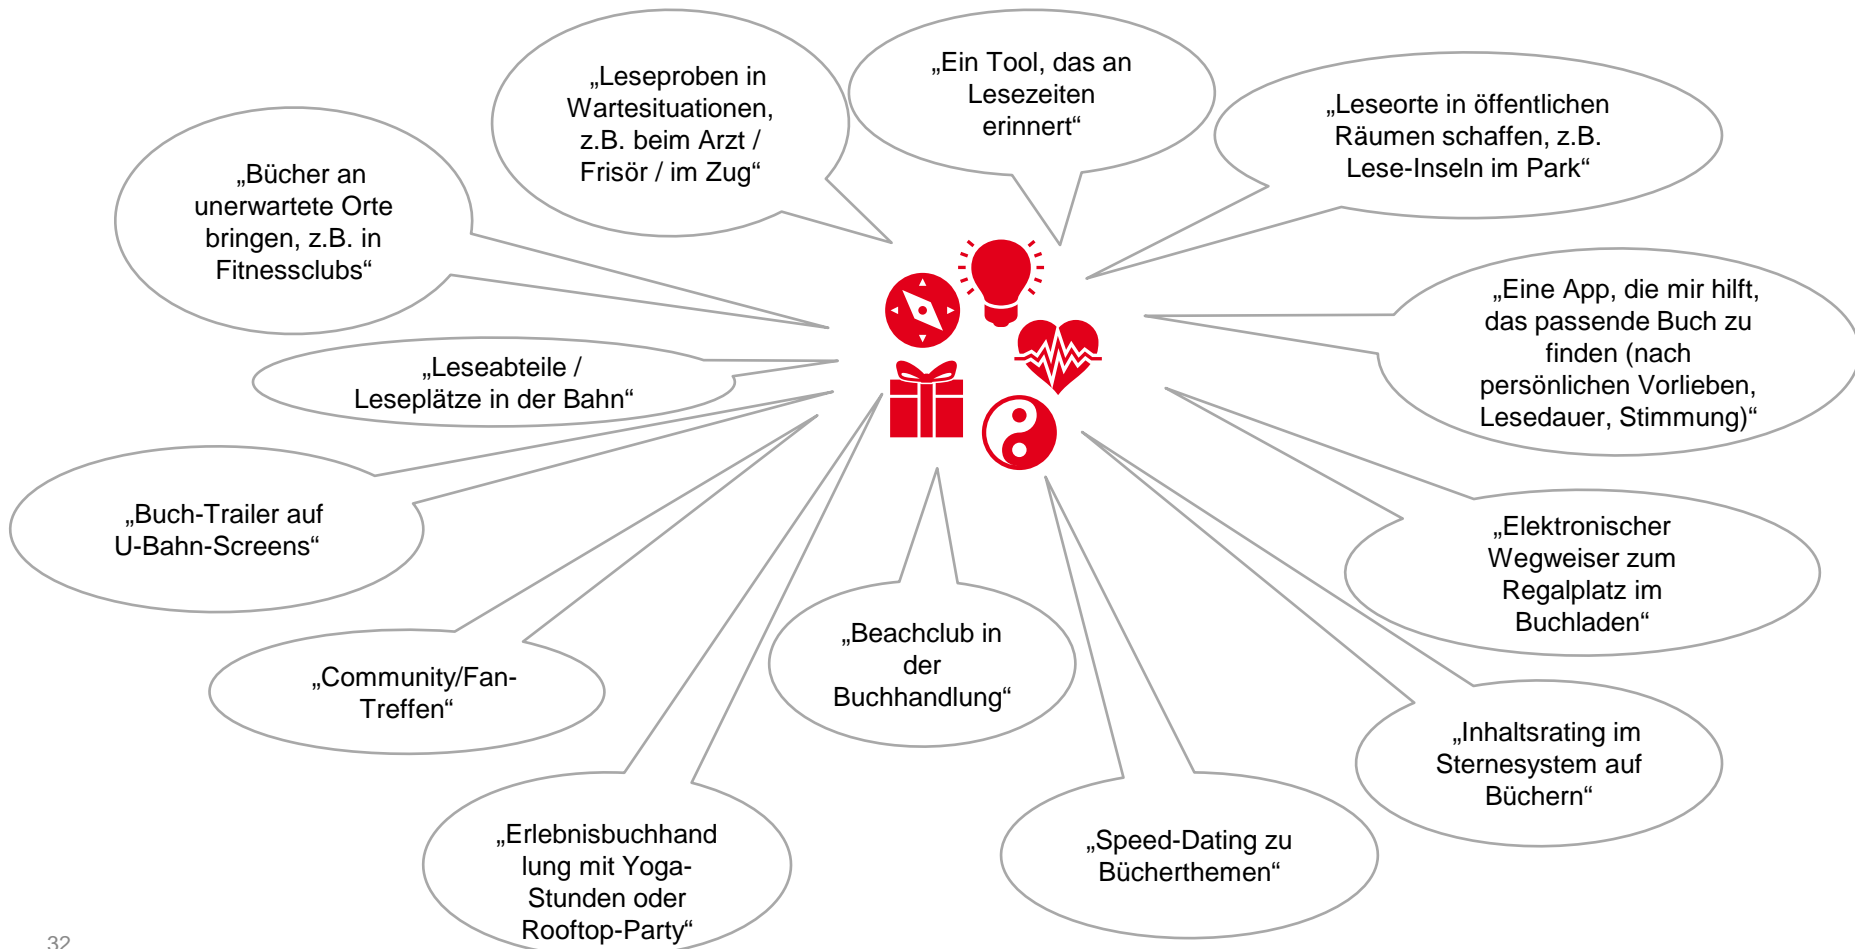 „Leseproben in
Wartesituationen,
z.B. beim Arzt /
Frisör / im Zug“
„Ein Tool, das an
Lesezeiten
erinnert“
„Leseorte in öffentlichen
Räumen schaffen, z.B.
Lese-Inseln im Park“
„Bücher an
unerwartete Orte
bringen, z.B. in
Fitnessclubs“
„Eine App, die mir hilft,
das passende Buch zu
finden (nach
persönlichen Vorlieben,
Lesedauer, Stimmung)“
„Leseabteile /
Leseplätze in der Bahn“
„Buch-Trailer auf
U-Bahn-Screens“
„Elektronischer
Wegweiser zum
Regalplatz im
Buchladen“
„Community/Fan-
Treffen“
„Beachclub in
der
Buchhandlung“
„Inhaltsrating im
Sternesystem auf
Büchern“
„Erlebnisbuchhand
lung mit Yoga-
Stunden oder
Rooftop-Party“
„Speed-Dating zu
Bücherthemen“
32